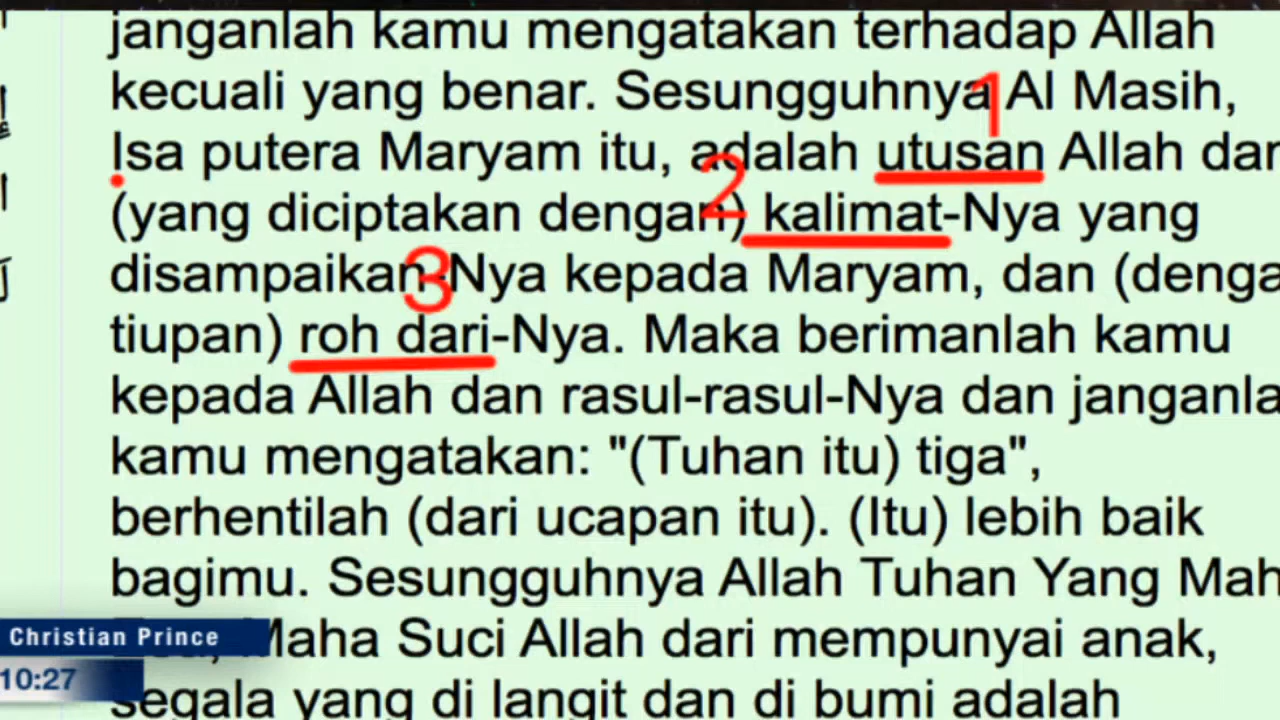 janganlah kamu mengatakan terhadap Allah
kecuali yang benar. Sesungguhnya Al Masih,
1
Isa putera Maryam itu, adalah utusan Allah dan
2
(yang diciptakan dengan) kalimat-Nya yang
disampaikan-Nya kepada Maryam, dan (denga
3
tiupan) roh dari-Nya. Maka berimanlah kamu
kepada Allah dan rasul-rasul-Nya dan janganla
kamu mengatakan: "(Tuhan itu) tiga",
berhentilah (dari ucapan itu). (Itu) lebih baik
bagimu. Sesungguhnya Allah Tuhan Yang Mah
Christian Prince
Maha Suci Allah dari mempunyai anak,
10:27
segala yang di langit dan di bumi adalah